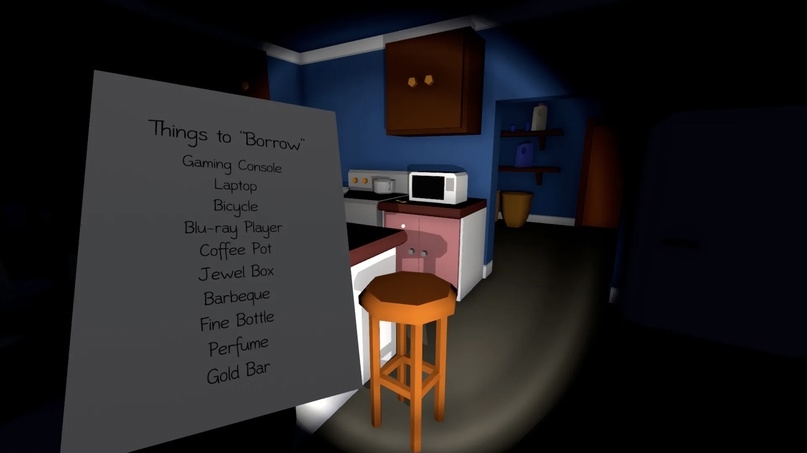 Things to "Borrow"
Gaming Console
Laptop
Bicycle
Blu-ray Player
Coffee Pot
Jewel Box
Barbeque
Fine Bottle
Perfume
Gold Bar